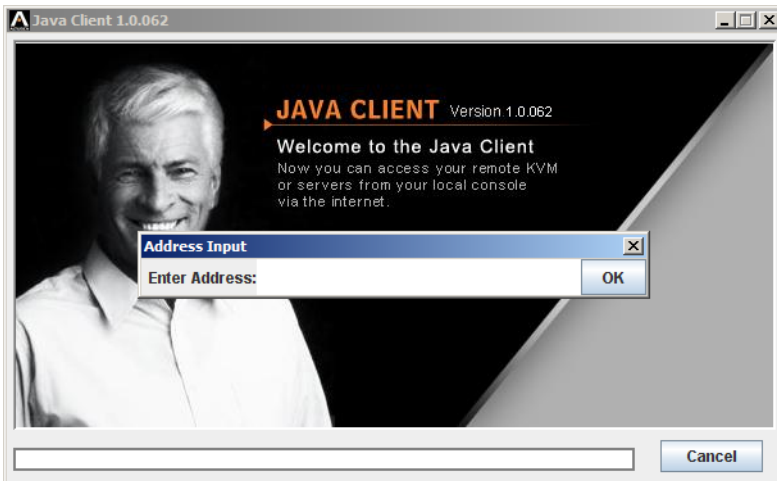 Java Client 1.0.062
JAVA CLIENT Version 1.0.062
Welcome to the Java Client
Now you can access your remote KVM
or servers from your local console
via the internet.
Address Input
Enter Address:
OK
Cancel